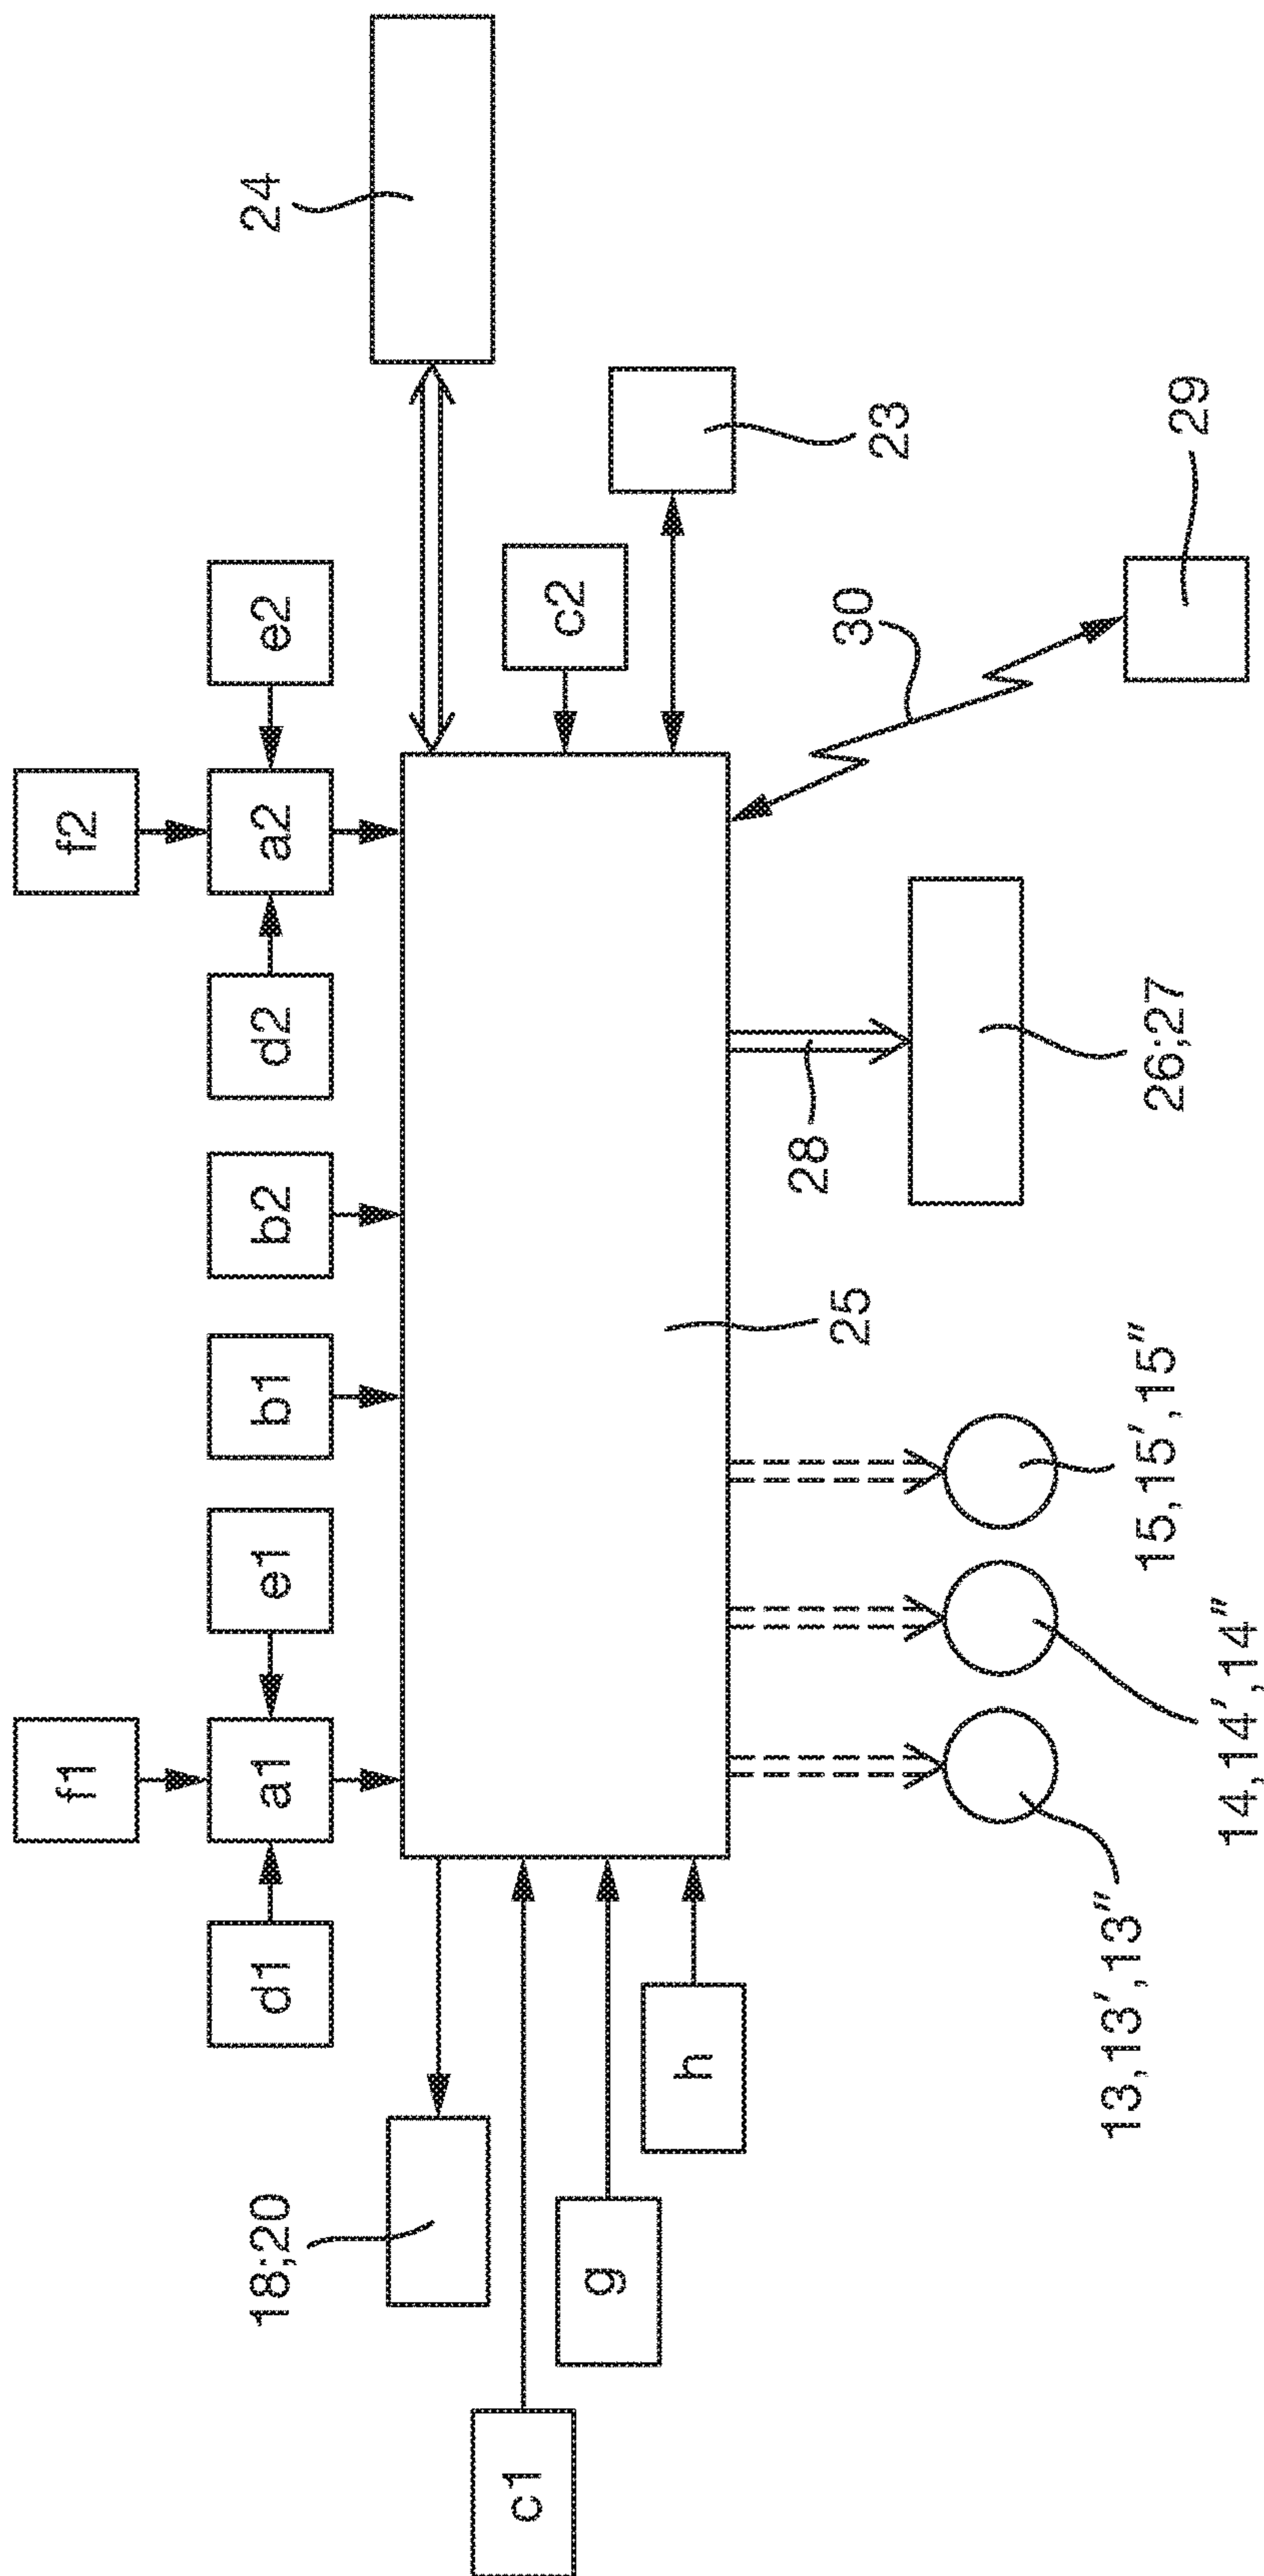 f1
f2
d1
a1
e1
b1
b2
d2
a2
e2
24
18;20
c1
g
h
c2
23
25
28
30
13,13′,13″
14,14′,14″
15,15′,15″
26;27
29